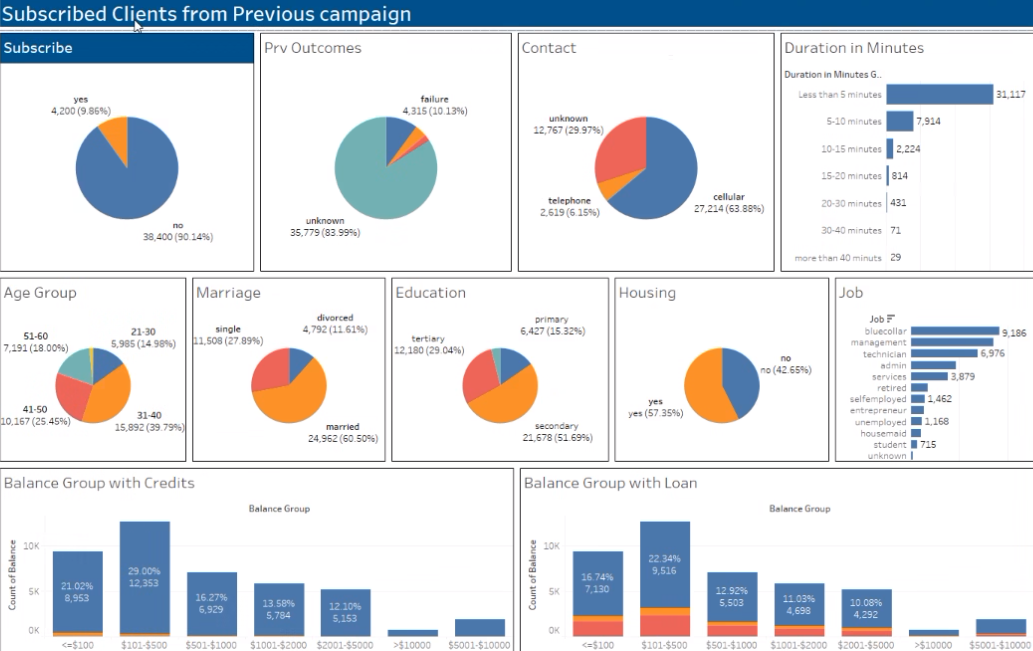 Subscribed Clients from Previous campaign
Subscribe
yes
4,200 (9.86%)
no
38,400 (90.14%)
Prv Outcomes
failure
4,315 (10.13%)
unknown
35,779 (83.99%)
Contact
unknown
12,767 (29.97%)
telephone
2,619 (6.15%)
cellular
27,214 (63.88%)
Duration in Minutes
Duration in Minutes G..
Less than 5 minutes 31,117
5-10 minutes 7,914
10-15 minutes 2,224
15-20 minutes 814
20-30 minutes 431
30-40 minutes 71
more than 40 minuts 29
Age Group
51-60
7,191 (18.00%)
21-30
5,985 (14.98%)
41-50
10,167 (25.45%)
31-40
15,892 (39.79%)
Marriage
divorced
4,792 (11.61%)
single
11,508 (27.89%)
married
24,962 (60.50%)
Education
primary
6,427 (15.32%)
tertiary
12,180 (29.04%)
secondary
21,678 (51.69%)
Housing
no
no (42.65%)
yes
yes (57.35%)
Job
Job
bluecollar 9,186
management
technician 6,976
admin
services 3,879
retired
selfemployed 1,462
entrepreneur
unemployed 1,168
housemaid
student 715
unknown
Balance Group with Credits
Balance Group
Count of Balance
10K
5K
0K
21.02%
8,953
29.00%
12,353
16.27%
6,929
13.58%
5,784
12.10%
5,153
<=$100 $101-$500 $501-$1000 $1001-$2000 $2001-$5000 >$10000 $5001-$10000
Balance Group with Loan
Balance Group
Count of Balance
10K
5K
0K
16.74%
7,130
22.34%
9,516
12.92%
5,503
11.03%
4,698
10.08%
4,292
<=$100 $101-$500 $501-$1000 $1001-$2000 $2001-$5000 >$10000 $5001-$10000